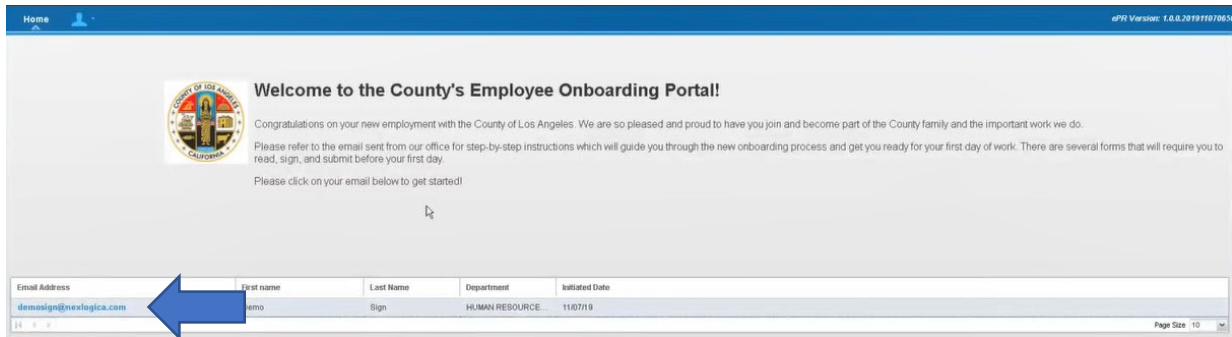 Home
ePR Version: 1.0.0.2019110706
COUNTY OF LOS ANGELES
CALIFORNIA
Welcome to the County's Employee Onboarding Portal!
Congratulations on your new employment with the County of Los Angeles. We are so pleased and proud to have you join and become part of the County family and the important work we do.
Please refer to the email sent from our office for step-by-step instructions which will guide you through the new onboarding process and get you ready for your first day of work. There are several forms that will require you to
read, sign, and submit before your first day.
Please click on your email below to get started!
Email Address First name Last Name Department Initiated Date
demosign@nexlogica.com Demo Sign HUMAN RESOURCE... 11/07/19
Page Size 10